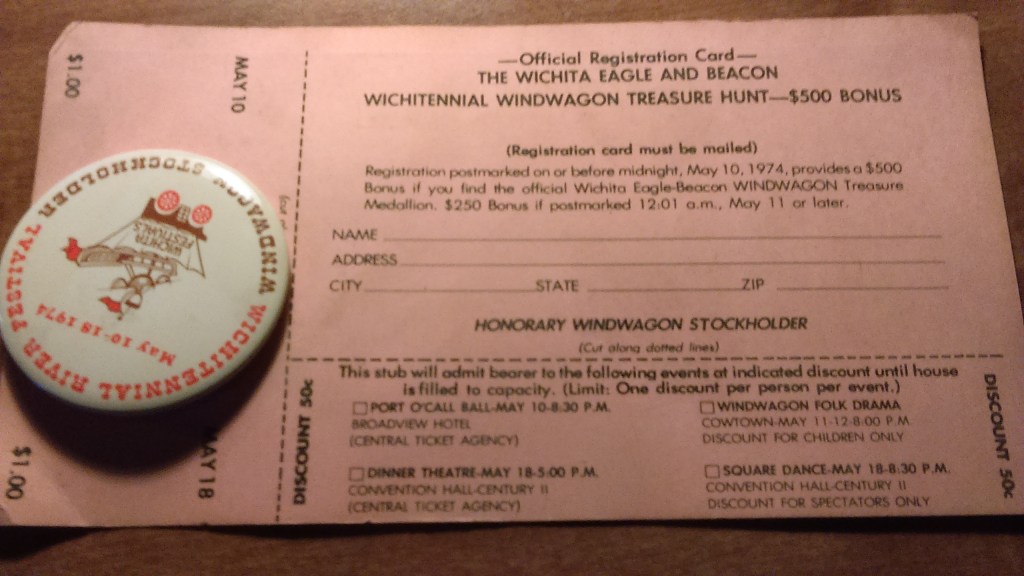 —Official Registration Card—
THE WICHITA EAGLE AND BEACON
WICHITENNIAL WINDWAGON TREASURE HUNT—$500 BONUS
(Registration card must be mailed)
Registration postmarked on or before midnight, May 10, 1974, provides a $500
Bonus if you find the official Wichita Eagle-Beacon WINDWAGON Treasure
Medallion. $250 Bonus if postmarked 12:01 a.m., May 11 or later.
NAME
ADDRESS
CITY STATE ZIP
HONORARY WINDWAGON STOCKHOLDER
(Cut along dotted lines)
This stub will admit bearer to the following events at indicated discount until house
is filled to capacity. (Limit: One discount per person per event.)
PORT O'CALL BALL-MAY 10-8:30 P.M.
BROADVIEW HOTEL
(CENTRAL TICKET AGENCY)
WINDWAGON FOLK DRAMA
COWTOWN-MAY 11-12-8:00 P.M.
DISCOUNT FOR CHILDREN ONLY
DINNER THEATRE-MAY 18-5:00 P.M.
CONVENTION HALL-CENTURY II
(CENTRAL TICKET AGENCY)
SQUARE DANCE-MAY 18-8:30 P.M.
CONVENTION HALL-CENTURY II
DISCOUNT FOR SPECTATORS ONLY
DISCOUNT 50c
DISCOUNT 50c
$1.00
MAY 10
$1.00
MAY 18
(cut
WINDWAGON STOCKHOLDER
WICHITENNIAL RIVER FESTIVAL
May 10-18 1974
WICHITA
FESTIVALS